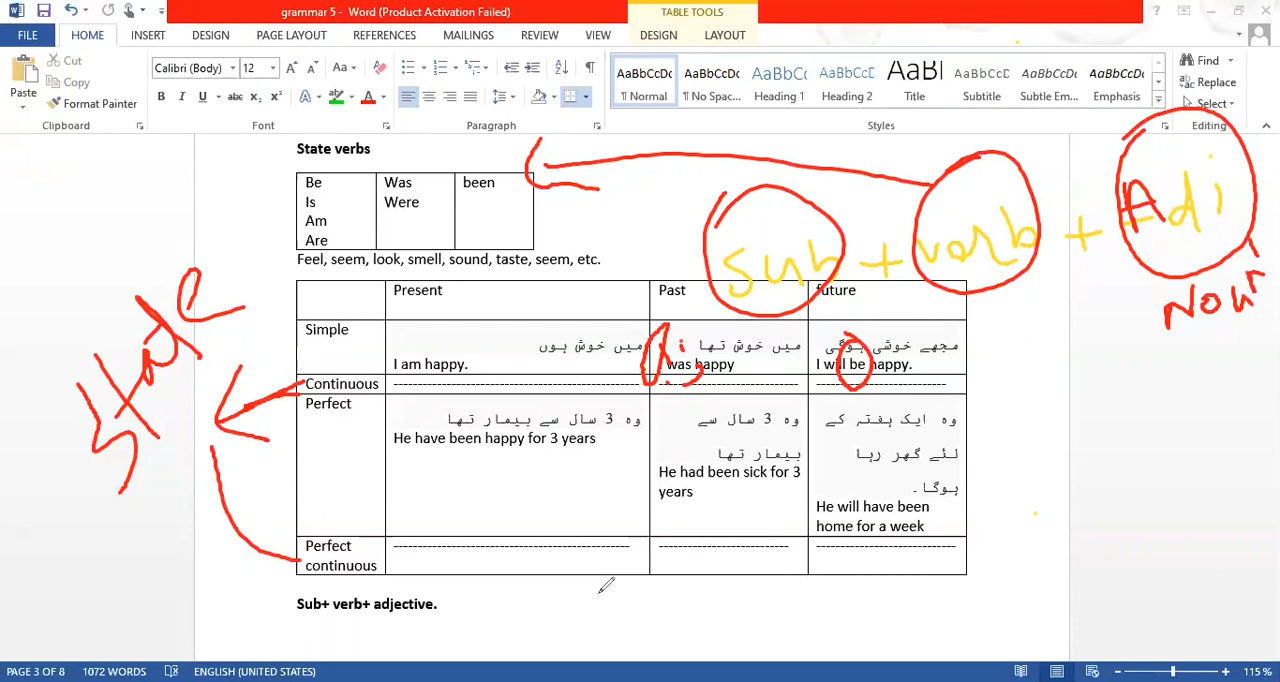 grammar 5 - Word (Product Activation Failed)
TABLE TOOLS
FILE HOME INSERT DESIGN PAGE LAYOUT REFERENCES MAILINGS REVIEW VIEW DESIGN LAYOUT
Paste
Cut
Copy
Format Painter
Calibri (Body) 12
AaBbCcDc AaBbCcDc AaBbCc AaBbCcC AaBl AaBbCcD AaBbCcDc AaBbCcDc
¶ Normal ¶ No Spac... Heading 1 Heading 2 Title Subtitle Subtle Em... Emphasis
Find
Replace
Select
Clipboard Font Paragraph Styles Editing
State verbs
Be
Is
Am
Are
Was
Were
been
Feel, seem, look, smell, sound, taste, seem, etc.
Sub + verb + Adi
Noun
State
Present Past future
Simple
میں خوش ہوں
I am happy.
میں خوش تھا
was happy
مجھے خوشی ہوگی
I will be happy.
Continuous ---------------------------------------------- --------------------------- -------------------------
Perfect
وہ 3 سال سے بیمار تھا
He have been happy for 3 years
وہ 3 سال سے
بیمار تھا
He had been sick for 3
years
وہ ایک ہفتہ کے
لئے گھر رہا
ہوگا۔
He will have been
home for a week
Perfect
continuous
---------------------------------------------- ------------------------- ---------------------------
Sub+ verb+ adjective.
PAGE 3 OF 8 1072 WORDS ENGLISH (UNITED STATES) 115 %